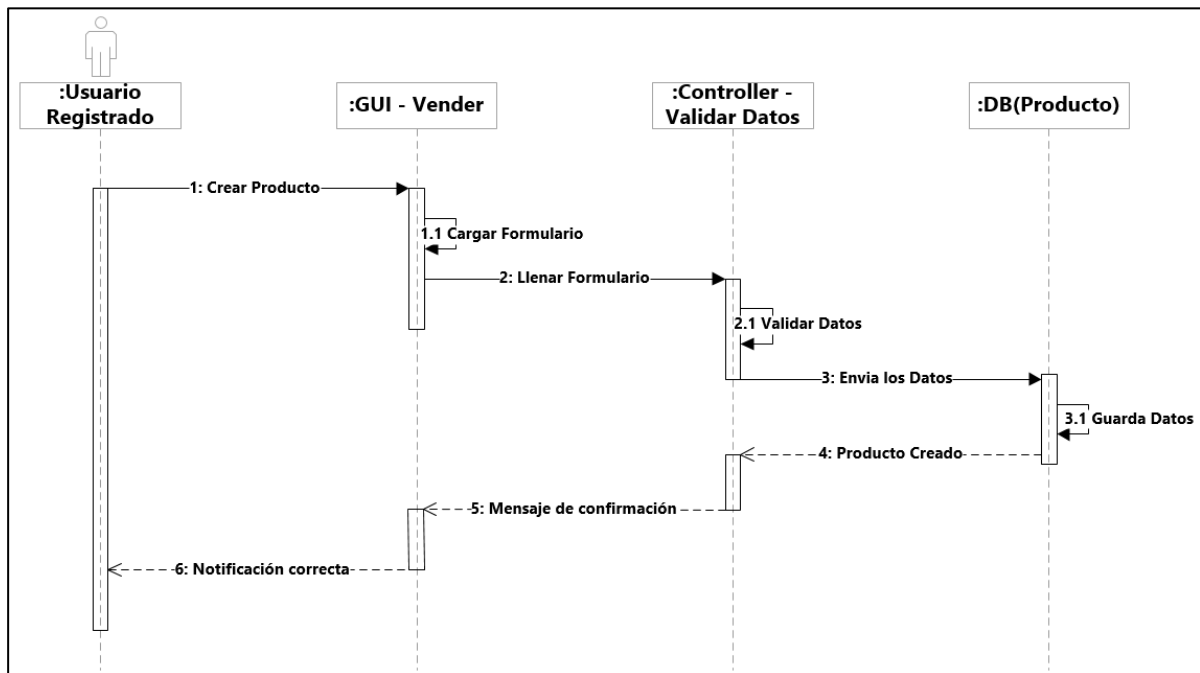 :Usuario
Registrado
:GUI - Vender
:Controller -
Validar Datos
:DB(Producto)
1: Crear Producto
1.1 Cargar Formulario
2: Llenar Formulario
2.1 Validar Datos
3: Envia los Datos
3.1 Guarda Datos
4: Producto Creado
5: Mensaje de confirmación
6: Notificación correcta